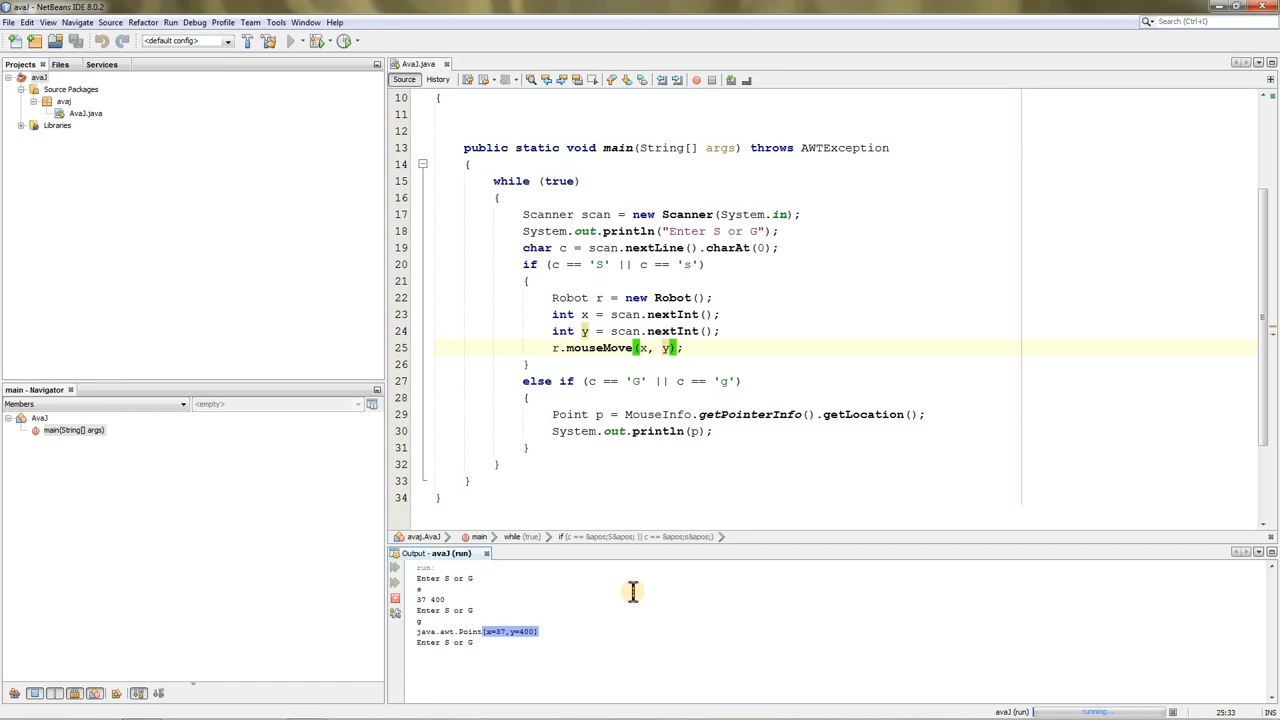 avaJ - NetBeans IDE 8.0.2
File Edit View Navigate Source Refactor Run Debug Profile Team Tools Window Help
Search (Ctrl+I)
<default config>
Projects Files Services
avaJ
Source Packages
avaj
AvaJ.java
Libraries
main - Navigator
Members <empty>
AvaJ
main(String[] args)
AvaJ.java
Source History
10 {
11
12
13 public static void main(String[] args) throws AWTException
14 {
15 while (true)
16 {
17 Scanner scan = new Scanner(System.in);
18 System.out.println("Enter S or G");
19 char c = scan.nextLine().charAt(0);
20 if (c == 'S' || c == 's')
21 {
22 Robot r = new Robot();
23 int x = scan.nextInt();
24 int y = scan.nextInt();
25 r.mouseMove(x, y);
26 }
27 else if (c == 'G' || c == 'g')
28 {
29 Point p = MouseInfo.getPointerInfo().getLocation();
30 System.out.println(p);
31 }
32 }
33 }
34 }
avaj.AvaJ main while (true) if (c == &apos;S&apos; || c == &apos;s&apos;)
Output - avaJ (run)
run:
Enter S or G
s
37 400
Enter S or G
g
java.awt.Point[x=37,y=400]
Enter S or G
avaJ (run) running... 25:33 INS